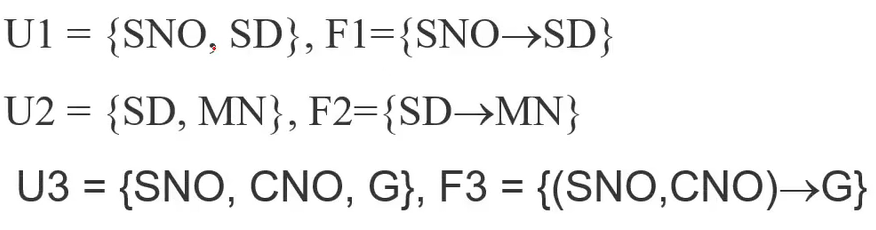 U1 = {SNO, SD}, F1={SNO→SD}
U2 = {SD, MN}, F2={SD→MN}
U3 = {SNO, CNO, G}, F3 = {(SNO,CNO)→G}